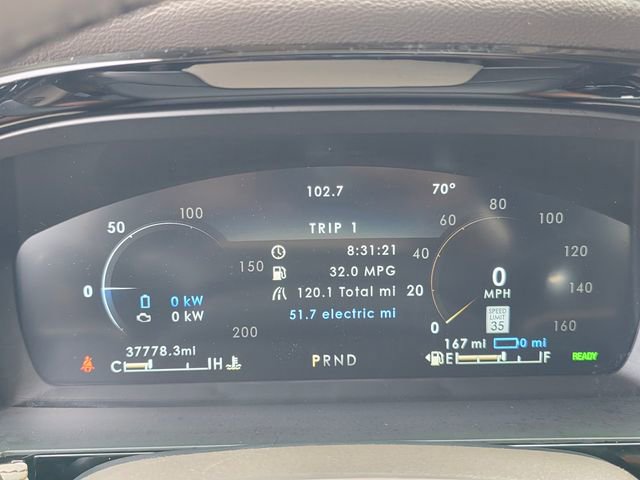 102.7 70°
50 100 150 200 0
TRIP 1
8:31:21
32.0 MPG
120.1 Total mi
51.7 electric mi
0 kW
0 kW
0 20 40 60 80 100 120 140 160
0
MPH
SPEED
LIMIT
35
37778.3mi
C H
PRND
167 mi 0 mi
E F
READY